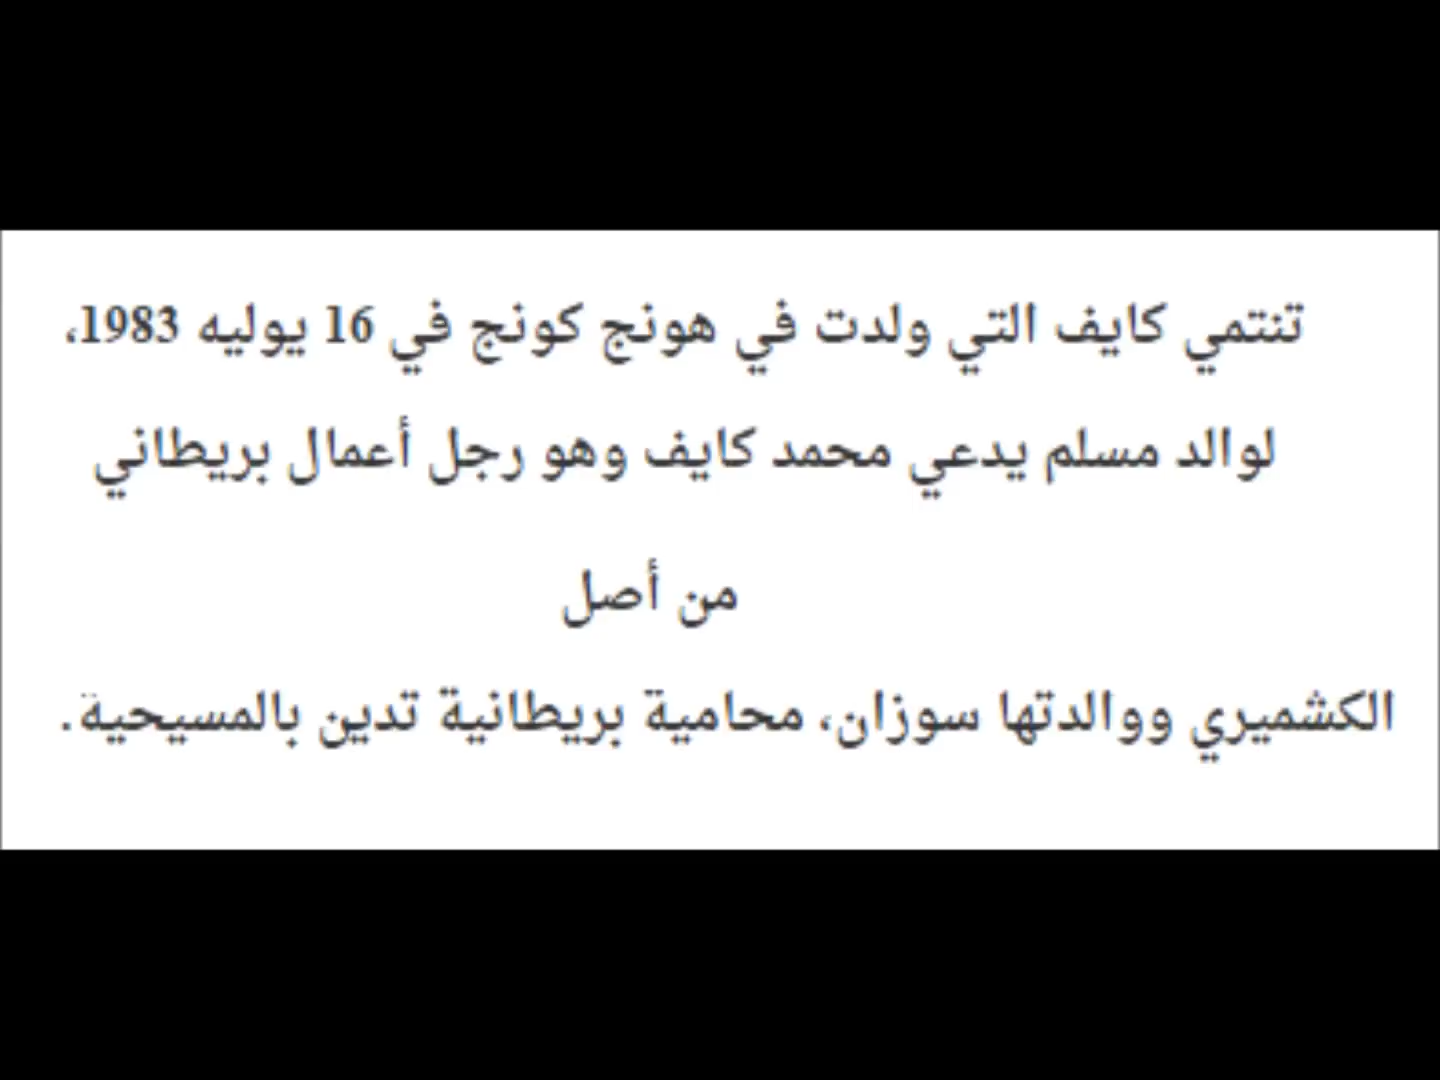 تنتمي كايف التي ولدت في هونج كونج في 16 يوليه 1983،
لوالد مسلم يدعي محمد كايف وهو رجل أعمال بريطاني
من أصل
الكشميري ووالدتها سوزان، محامية بريطانية تدين بالمسيحية.